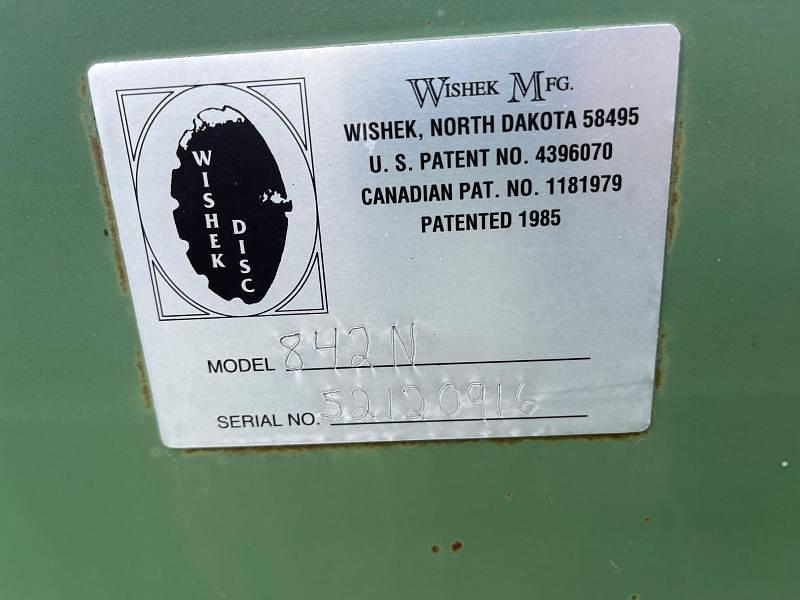 WISHEK DISC
WISHEK MFG.
WISHEK, NORTH DAKOTA 58495
U. S. PATENT NO. 4396070
CANADIAN PAT. NO. 1181979
PATENTED 1985
MODEL 842N
SERIAL NO. 52120916